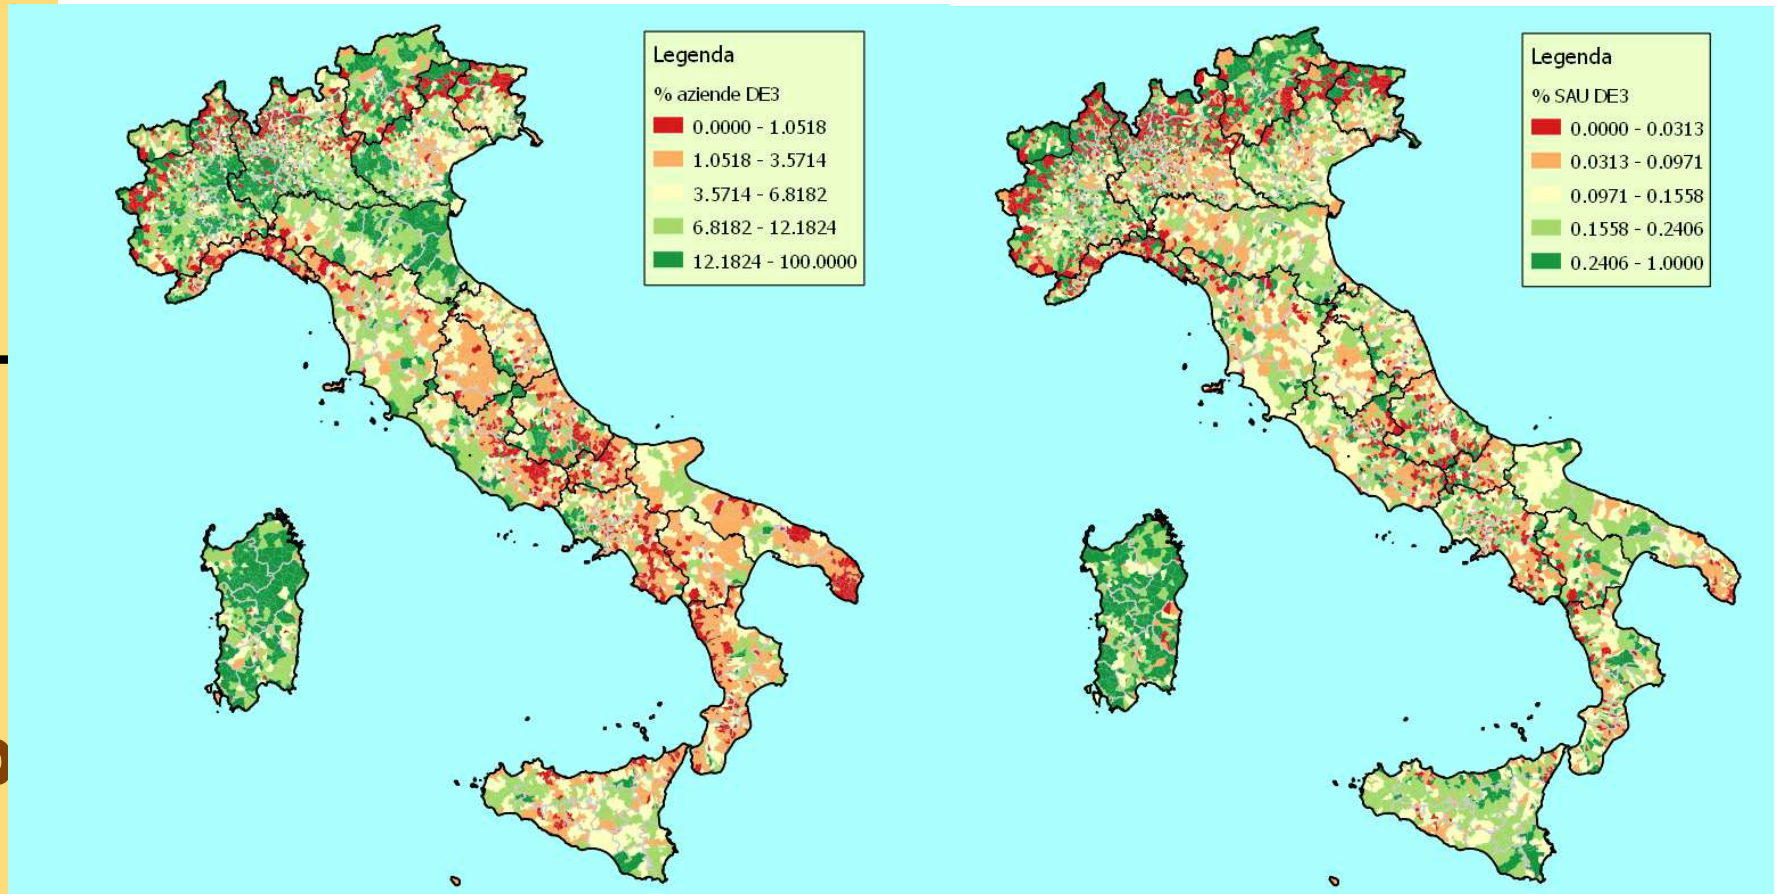 Legenda
% aziende DE3
0.0000 - 1.0518
1.0518 - 3.5714
3.5714 - 6.8182
6.8182 - 12.1824
12.1824 - 100.0000
Legenda
% SAU DE3
0.0000 - 0.0313
0.0313 - 0.0971
0.0971 - 0.1558
0.1558 - 0.2406
0.2406 - 1.0000